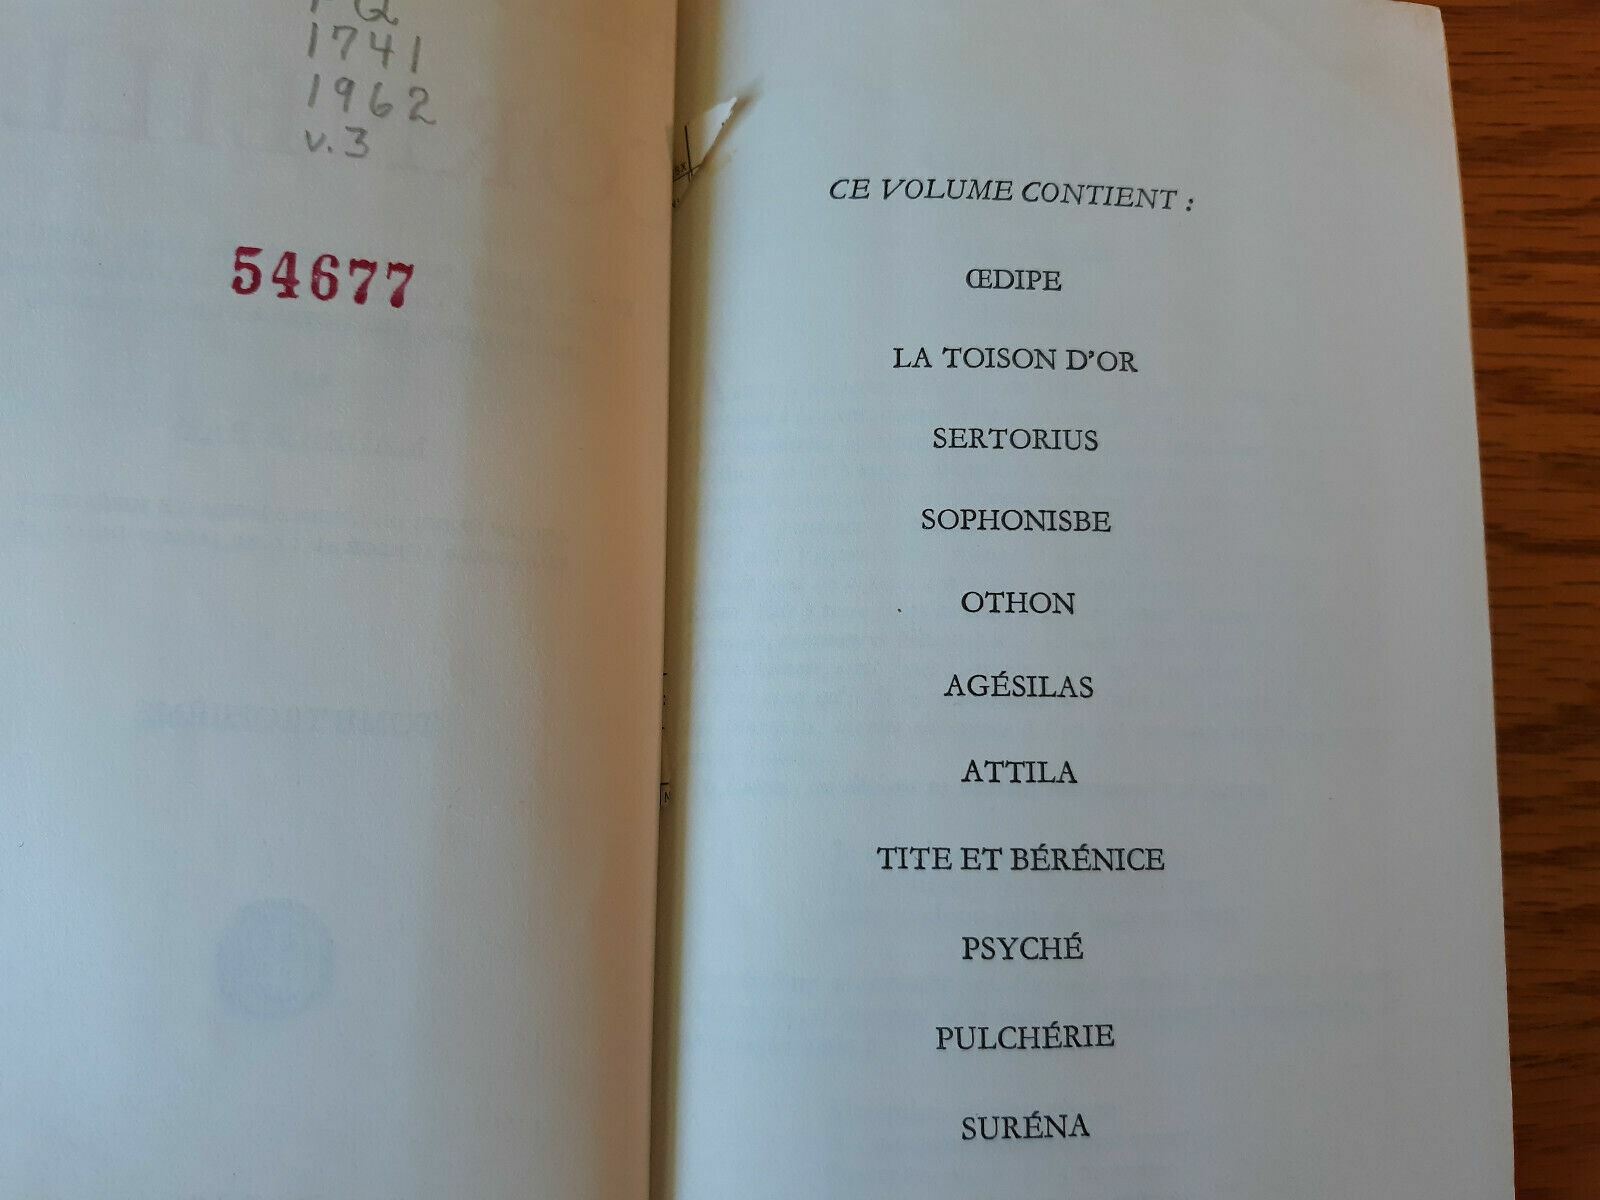 PQ
1741
1962
v.3
54677
CE VOLUME CONTIENT :
ŒDIPE
LA TOISON D'OR
SERTORIUS
SOPHONISBE
OTHON
AGÉSILAS
ATTILA
TITE ET BÉRÉNICE
PSYCHÉ
PULCHÉRIE
SURÉNA